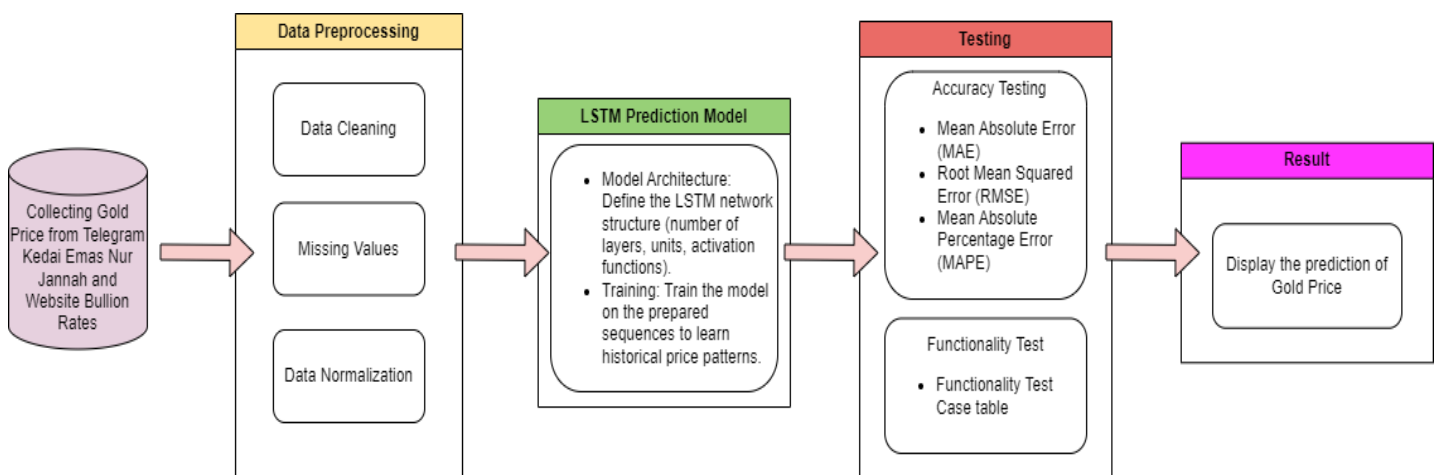 Collecting Gold
Price from Telegram
Kedai Emas Nur
Jannah and
Website Bullion
Rates
Data Preprocessing
Data Cleaning
Missing Values
Data Normalization
LSTM Prediction Model
• Model Architecture:
Define the LSTM network
structure (number of
layers, units, activation
functions).
• Training: Train the model
on the prepared
sequences to learn
historical price patterns.
Testing
Accuracy Testing
• Mean Absolute Error
(MAE)
• Root Mean Squared
Error (RMSE)
• Mean Absolute
Percentage Error
(MAPE)
Functionality Test
• Functionality Test
Case table
Result
Display the prediction of
Gold Price